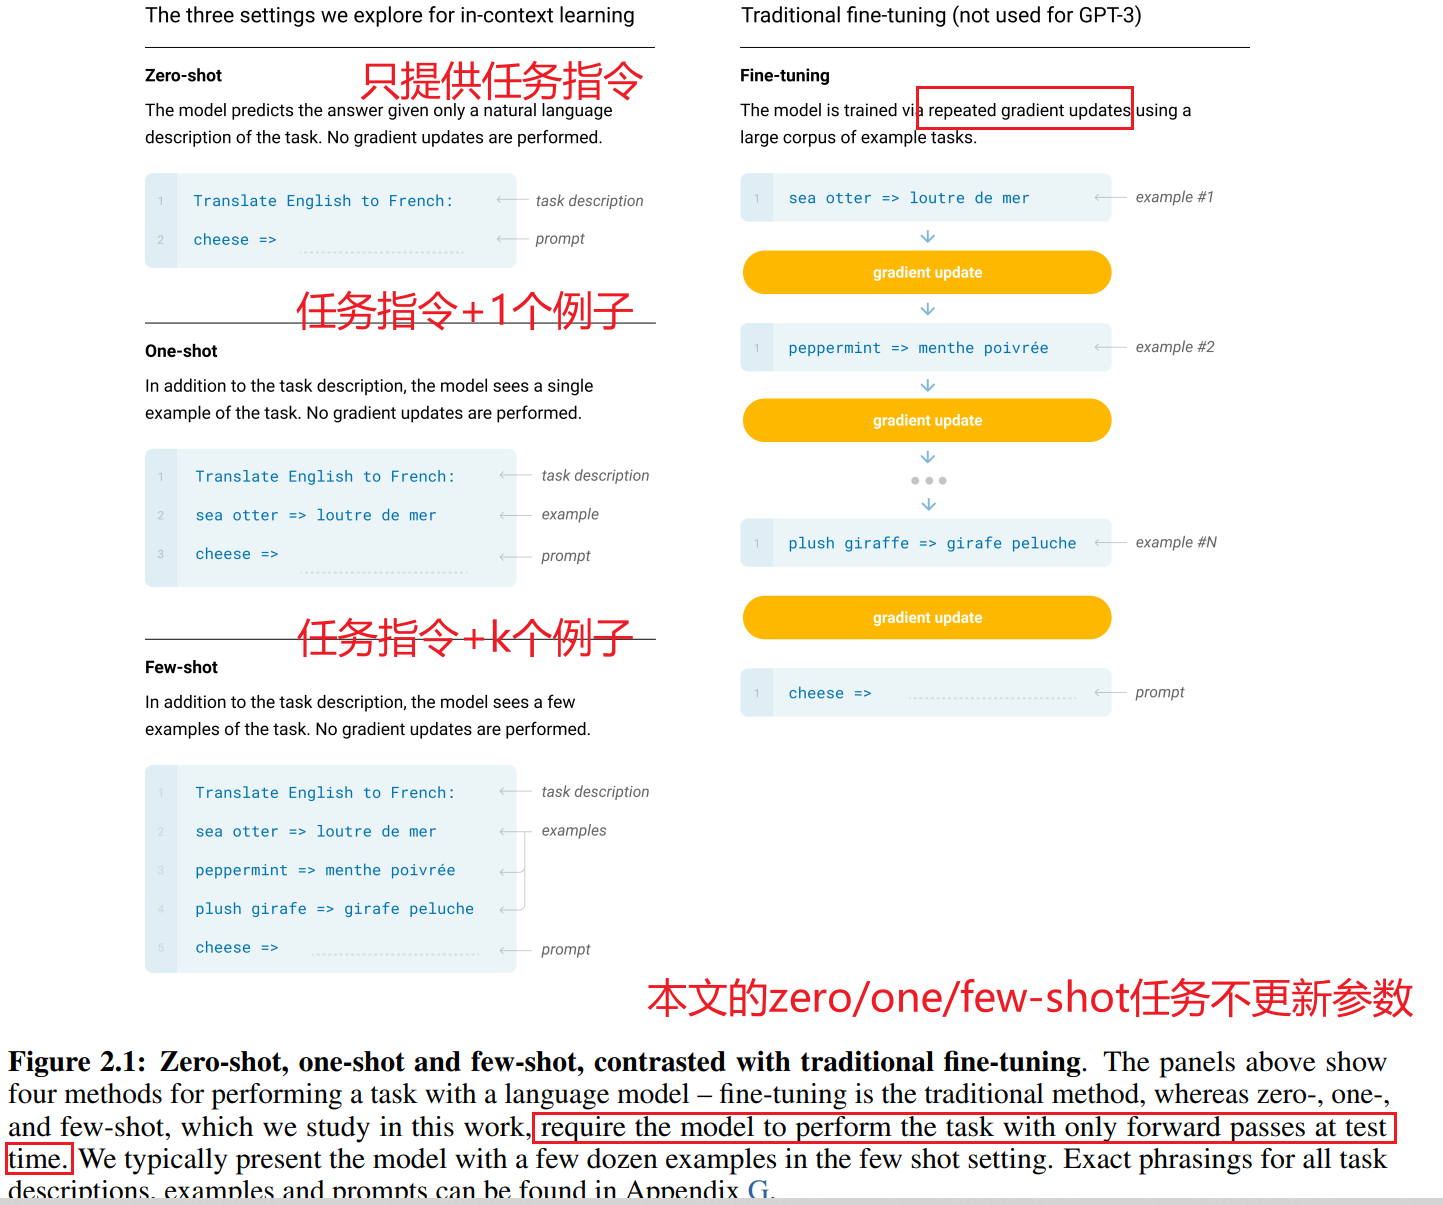 The three settings we explore for in-context learning
Zero-shot
只提供任务指令
The model predicts the answer given only a natural language
description of the task. No gradient updates are performed.
1 Translate English to French: task description
2 cheese => prompt
任务指令+1个例子
One-shot
In addition to the task description, the model sees a single
example of the task. No gradient updates are performed.
1 Translate English to French: task description
2 sea otter => loutre de mer example
3 cheese => prompt
任务指令+k个例子
Few-shot
In addition to the task description, the model sees a few
examples of the task. No gradient updates are performed.
1 Translate English to French: task description
2 sea otter => loutre de mer examples
3 peppermint => menthe poivrée
4 plush girafe => girafe peluche
5 cheese => prompt
Traditional fine-tuning (not used for GPT-3)
Fine-tuning
The model is trained via repeated gradient updates using a
large corpus of example tasks.
1 sea otter => loutre de mer example #1
gradient update
1 peppermint => menthe poivrée example #2
gradient update
1 plush giraffe => girafe peluche example #N
gradient update
1 cheese => prompt
本文的zero/one/few-shot任务不更新参数
Figure 2.1: Zero-shot, one-shot and few-shot, contrasted with traditional fine-tuning. The panels above show
four methods for performing a task with a language model – fine-tuning is the traditional method, whereas zero-, one-,
and few-shot, which we study in this work, require the model to perform the task with only forward passes at test
time. We typically present the model with a few dozen examples in the few shot setting. Exact phrasings for all task
descriptions, examples and prompts can be found in Appendix G.